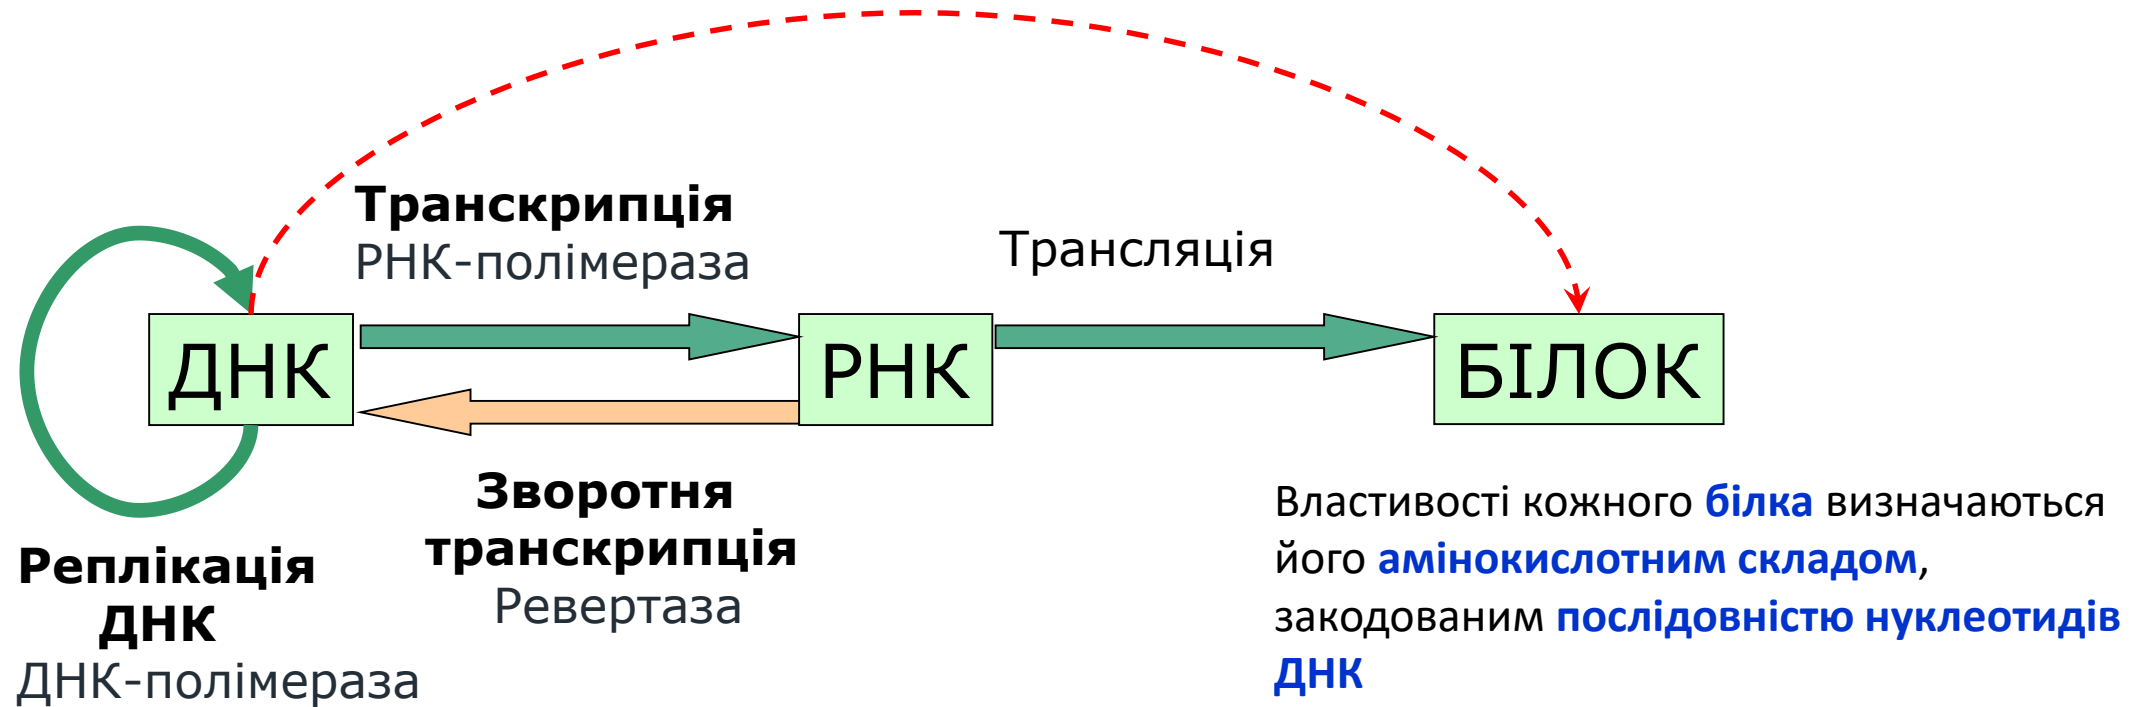 Транскрипція
РНК-полімераза
Трансляція
ДНК
РНК
БІЛОК
Зворотня
транскрипція
Ревертаза
Реплікація
ДНК
ДНК-полімераза
Властивості кожного білка визначаються
його амінокислотним складом,
закодованим послідовністю нуклеотидів
ДНК